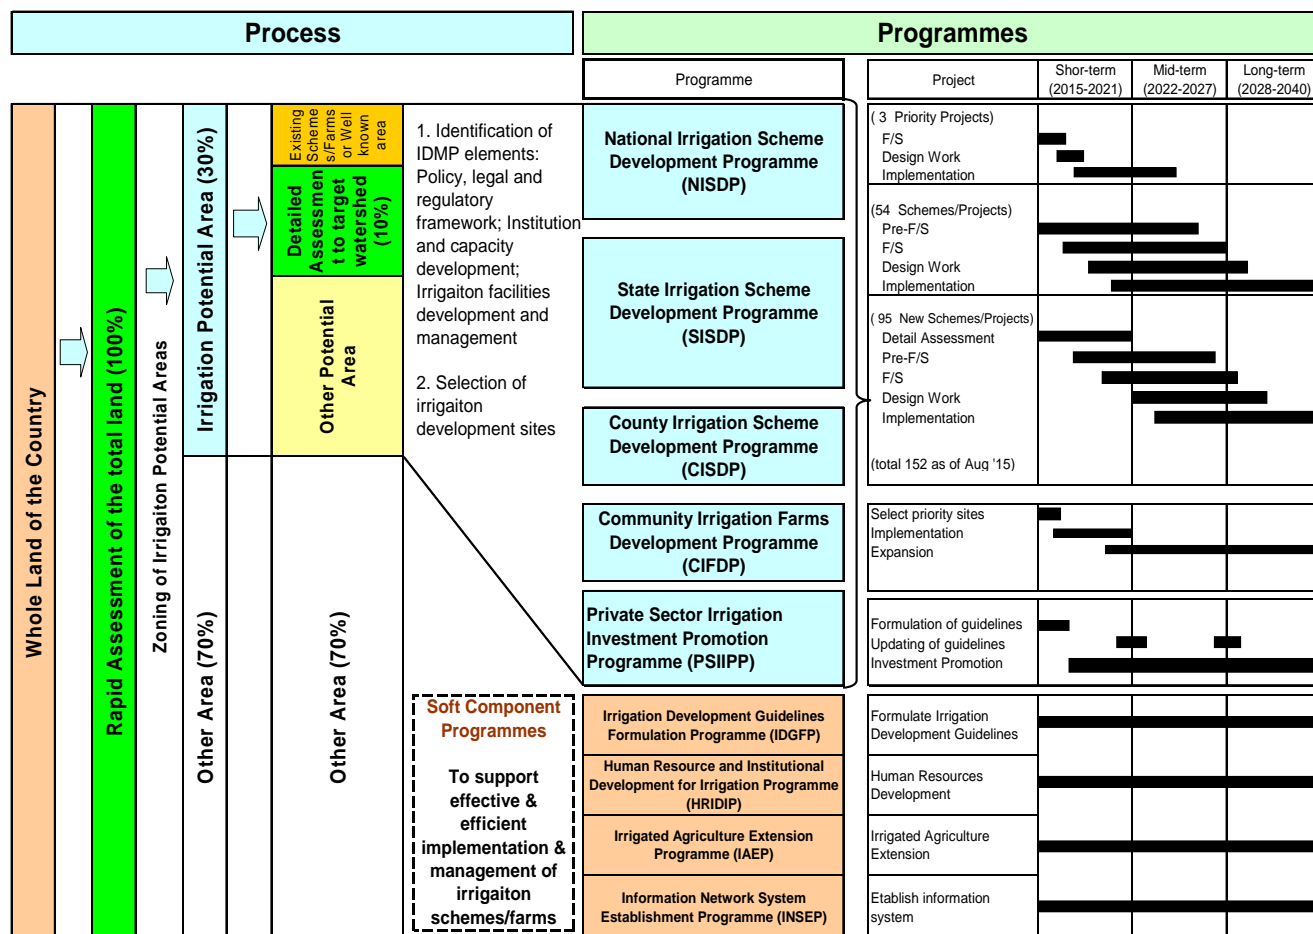 Process
Programmes
Programme
Project
Shor-term
(2015-2021)
Mid-term
(2022-2027)
Long-term
(2028-2040)
Whole Land of the Country
Rapid Assessment of the total land (100%)
Zoning of Irrigaiton Potential Areas
Irrigation Potential Area (30%)
Other Area (70%)
Existing
Scheme
s/Farms
or Well
known
area
Detailed
Assessmen
t to target
watershed
(10%)
Other Potential
Area
Other Area (70%)
1. Identification of
IDMP elements:
Policy, legal and
regulatory
framework; Institution
and capacity
development;
Irrigaiton facilities
development and
management
2. Selection of
irrigaiton
development sites
Soft Component
Programmes
To support
effective &
efficient
implementation &
management of
irrigaiton
schemes/farms
National Irrigation Scheme
Development Programme
(NISDP)
State Irrigation Scheme
Development Programme
(SISDP)
County Irrigation Scheme
Development Programme
(CISDP)
Community Irrigation Farms
Development Programme
(CIFDP)
Private Sector Irrigation
Investment Promotion
Programme (PSIIPP)
Irrigation Development Guidelines
Formulation Programme (IDGFP)
Human Resource and Institutional
Development for Irrigation Programme
(HRIDIP)
Irrigated Agriculture Extension
Programme (IAEP)
Information Network System
Establishment Programme (INSEP)
( 3 Priority Projects)
F/S
Design Work
Implementation
(54 Schemes/Projects)
Pre-F/S
F/S
Design Work
Implementation
( 95 New Schemes/Projects)
Detail Assessment
Pre-F/S
F/S
Design Work
Implementation
(total 152 as of Aug '15)
Select priority sites
Implementation
Expansion
Formulation of guidelines
Updating of guidelines
Investment Promotion
Formulate Irrigation
Development Guidelines
Human Resources
Development
Irrigated Agriculture
Extension
Etablish information
system